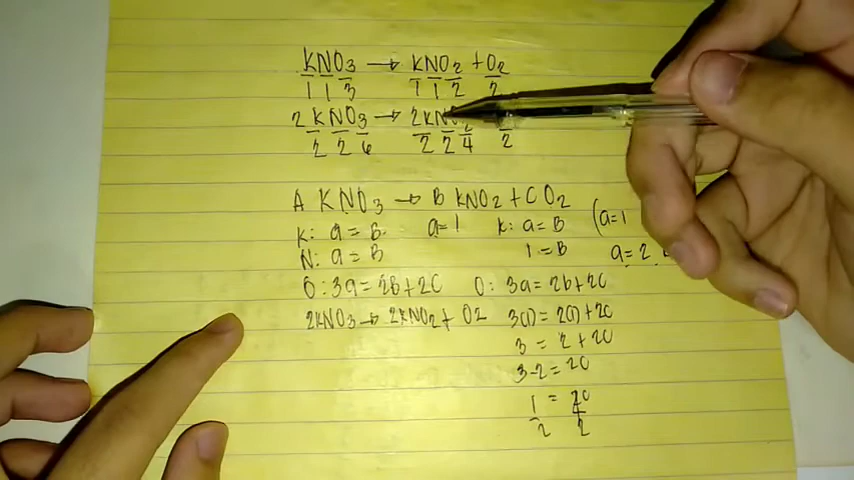 KNO3 → KNO2 + O2
1 1 3 1 1 2 2
2 KNO3 → 2KN
2 2 6 2 2 4 2
A KNO3 → B KNO2 + CO2
K: a = B a = 1 K: a = B (a=1
N: a = B 1 = B a = 2
O: 3a = 2B + 2C O: 3a = 2b + 2C
2KNO3 → 2KNO2 + O2 3(1) = 2(1) + 2C
3 = 2 + 2C
3-2 = 2C
1 = 2C
2 2